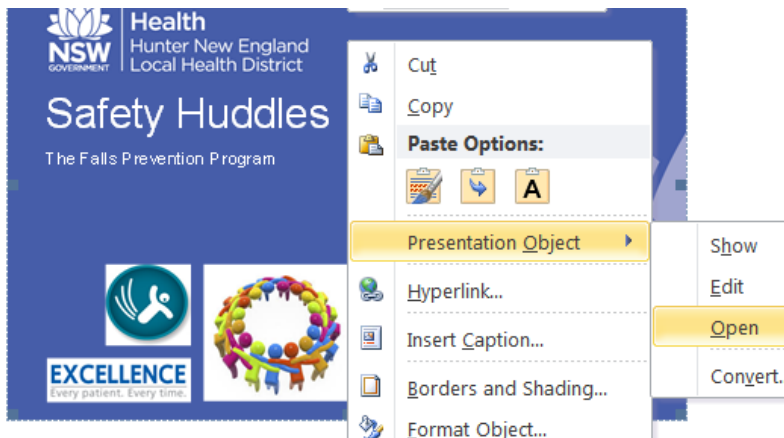 Health
NSW
GOVERNMENT
Hunter New England
Local Health District
Safety Huddles
The Falls Prevention Program
EXCELLENCE
Every patient. Every time.
Cut
Copy
Paste Options:
A
Presentation Object
Hyperlink...
Insert Caption...
Borders and Shading...
Format Object...
Show
Edit
Open
Convert.